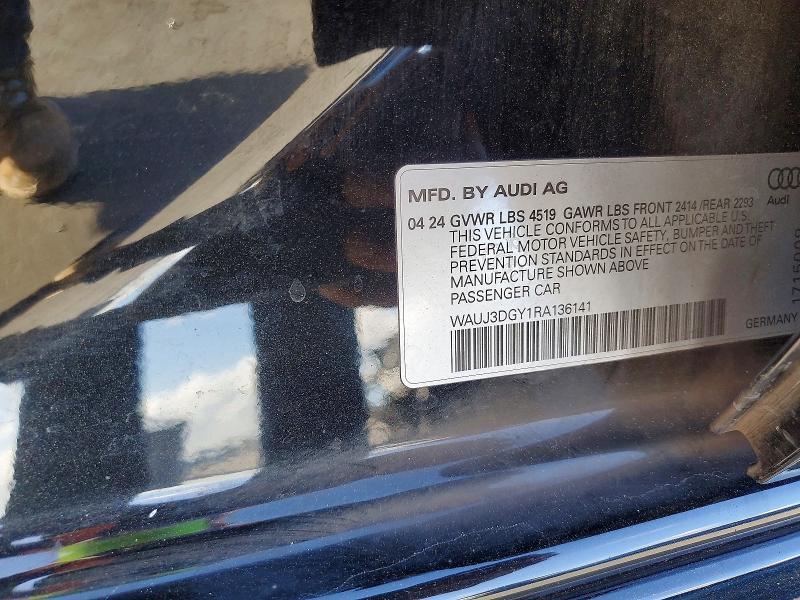 MFD. BY AUDI AG
04 24 GVWR LBS 4519 GAWR LBS FRONT 2414 /REAR 2293
THIS VEHICLE CONFORMS TO ALL APPLICABLE U.S.
FEDERAL MOTOR VEHICLE SAFETY, BUMPER AND THEFT
PREVENTION STANDARDS IN EFFECT ON THE DATE OF
MANUFACTURE SHOWN ABOVE
PASSENGER CAR
WAUJ3DGY1RA136141
Audi
GERMANY